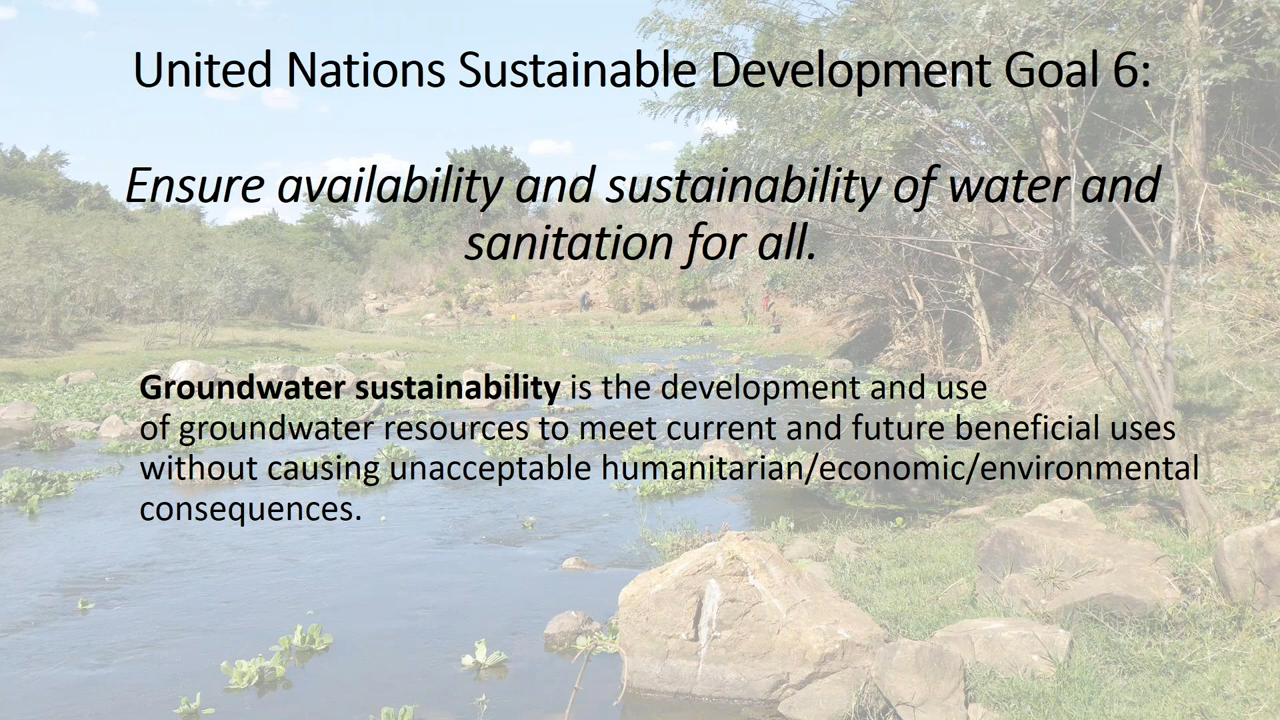 United Nations Sustainable Development Goal 6:
Ensure availability and sustainability of water and
sanitation for all.
Groundwater sustainability is the development and use
of groundwater resources to meet current and future beneficial uses
without causing unacceptable humanitarian/economic/environmental
consequences.